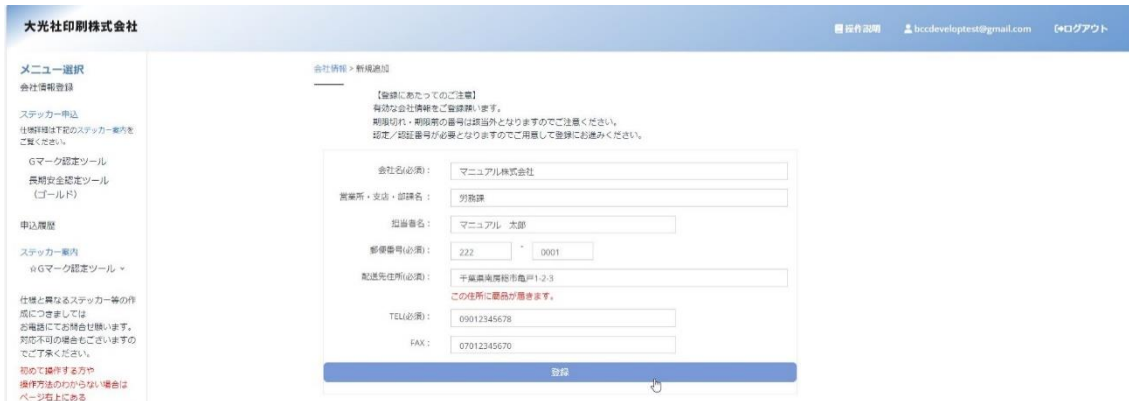 大光社印刷株式会社
操作説明
bccdeveloptest@gmail.com
ログアウト
メニュー選択
会社情報登録
ステッカー申込
仕様詳細は下記のステッカー案内を
ご覧ください。
Gマーク認定ツール
長期安全認定ツール
（ゴールド）
申込履歴
ステッカー案内
☆Gマーク認定ツール
仕様と異なるステッカー等の作
成につきましては
お電話にてお問合せ願います。
対応不可の場合もございますの
でご了承ください。
初めて操作する方や
操作方法のわからない場合は
ページ右上にある
会社情報 > 新規追加
【登録にあたってのご注意】
有効な会社情報をご登録願います。
期限切れ・期限前の番号は該当外となりますのでご注意ください。
認定／認証番号が必要となりますのでご用意して登録にお進みください。
会社名(必須)： マニュアル株式会社
営業所・支店・部課名： 労務課
担当者名： マニュアル　太郎
郵便番号(必須)： 222 - 0001
配送先住所(必須)： 千葉県南房総市亀戸1-2-3
この住所に商品が届きます。
TEL(必須)： 09012345678
FAX： 07012345670
登録